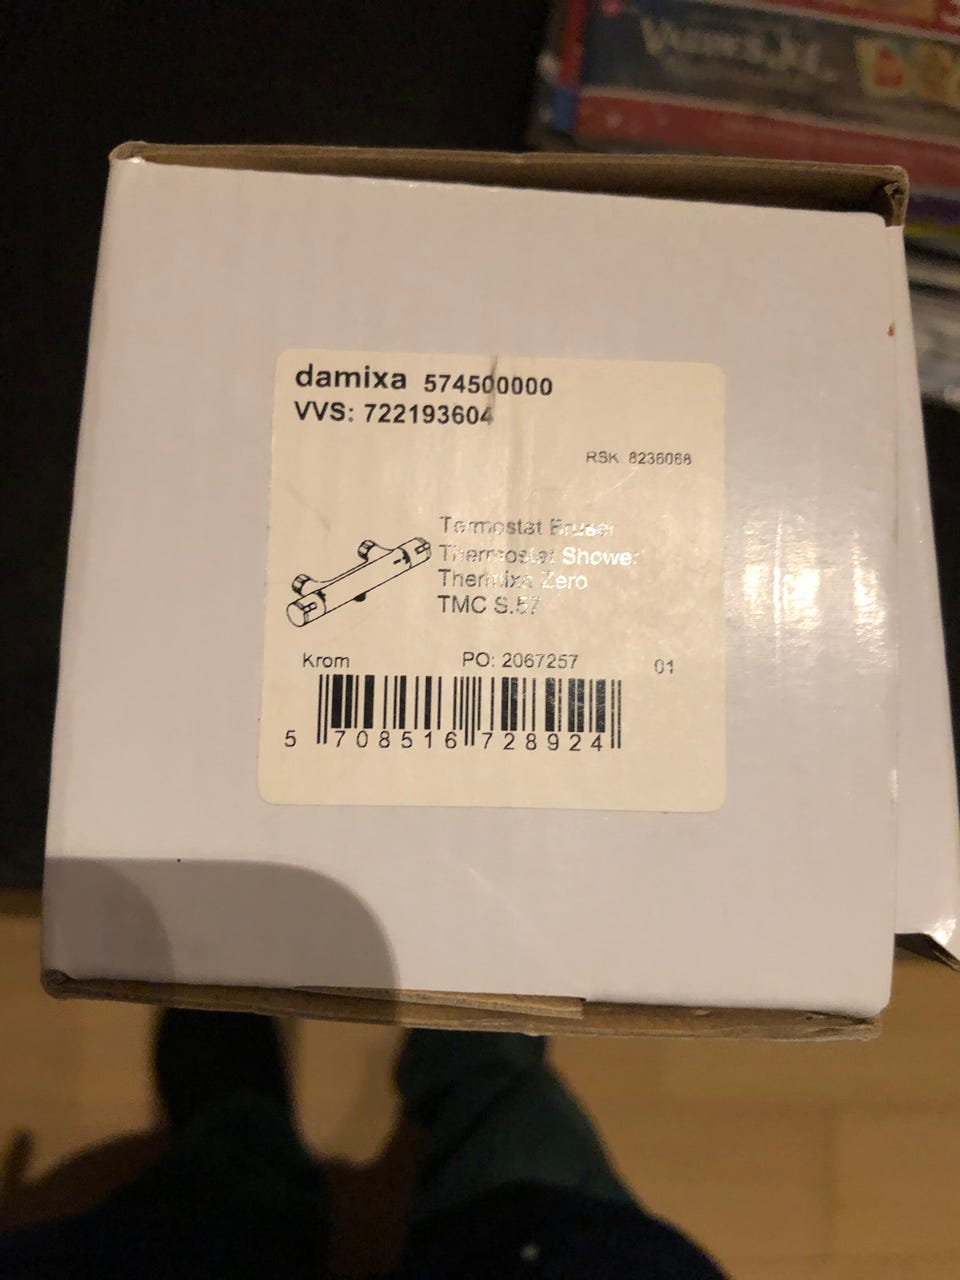 damixa 574500000
VVS: 722193604
RSK 8236068
Termostat Bruser
Thermostat Shower
Thermixa Zero
TMC S.57
Krom PO: 2067257 01
5 708516 728924